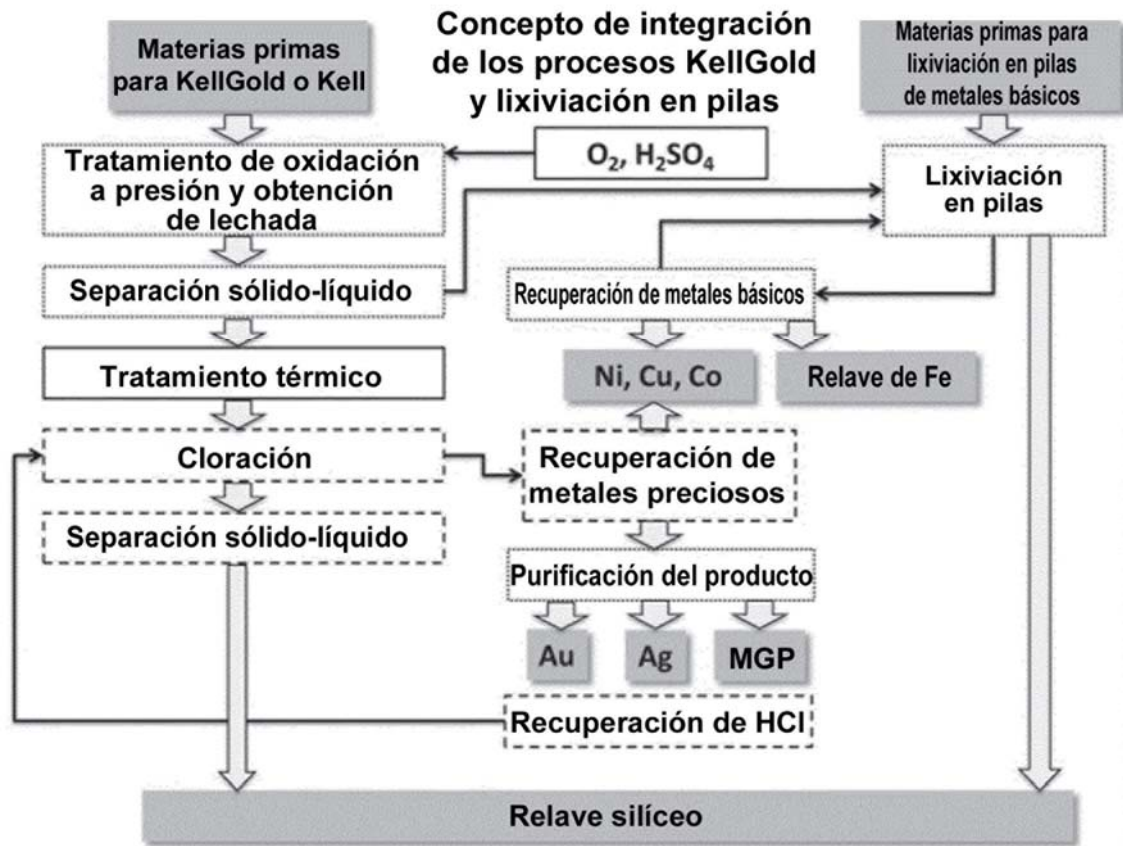 Materias primas
para KellGold o Kell
Concepto de integración
de los procesos KellGold
y lixiviación en pilas
Materias primas para
lixiviación en pilas
de metales básicos
Tratamiento de oxidación
a presión y obtención
de lechada
O₂, H₂SO₄
Lixiviación
en pilas
Separación sólido-líquido
Recuperación de metales básicos
Tratamiento térmico
Ni, Cu, Co
Relave de Fe
Cloración
Recuperación de
metales preciosos
Separación sólido-líquido
Purificación del producto
Au
Ag
MGP
Recuperación de HCl
Relave silíceo